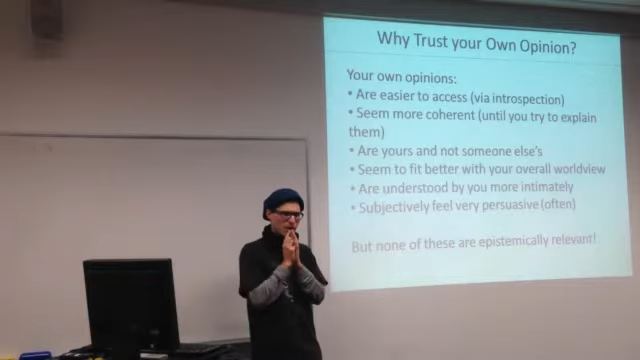 Why Trust your Own Opinion?
Your own opinions:
• Are easier to access (via introspection)
• Seem more coherent (until you try to explain
them)
• Are yours and not someone else's
• Seem to fit better with your overall worldview
• Are understood by you more intimately
• Subjectively feel very persuasive (often)
But none of these are epistemically relevant!